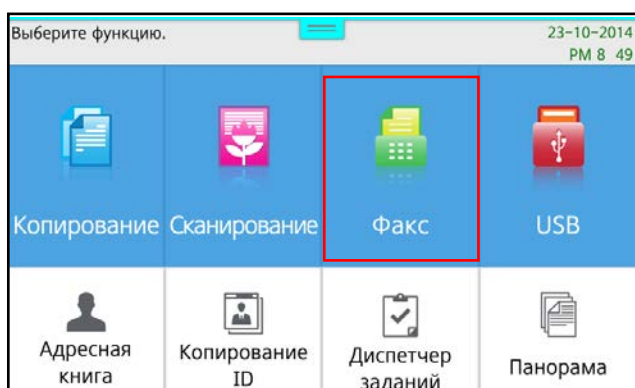 Выберите функцию.
23-10-2014
PM 8 49
Копирование
Сканирование
Факс
USB
Адресная
книга
Копирование
ID
Диспетчер
заданий
Панорама